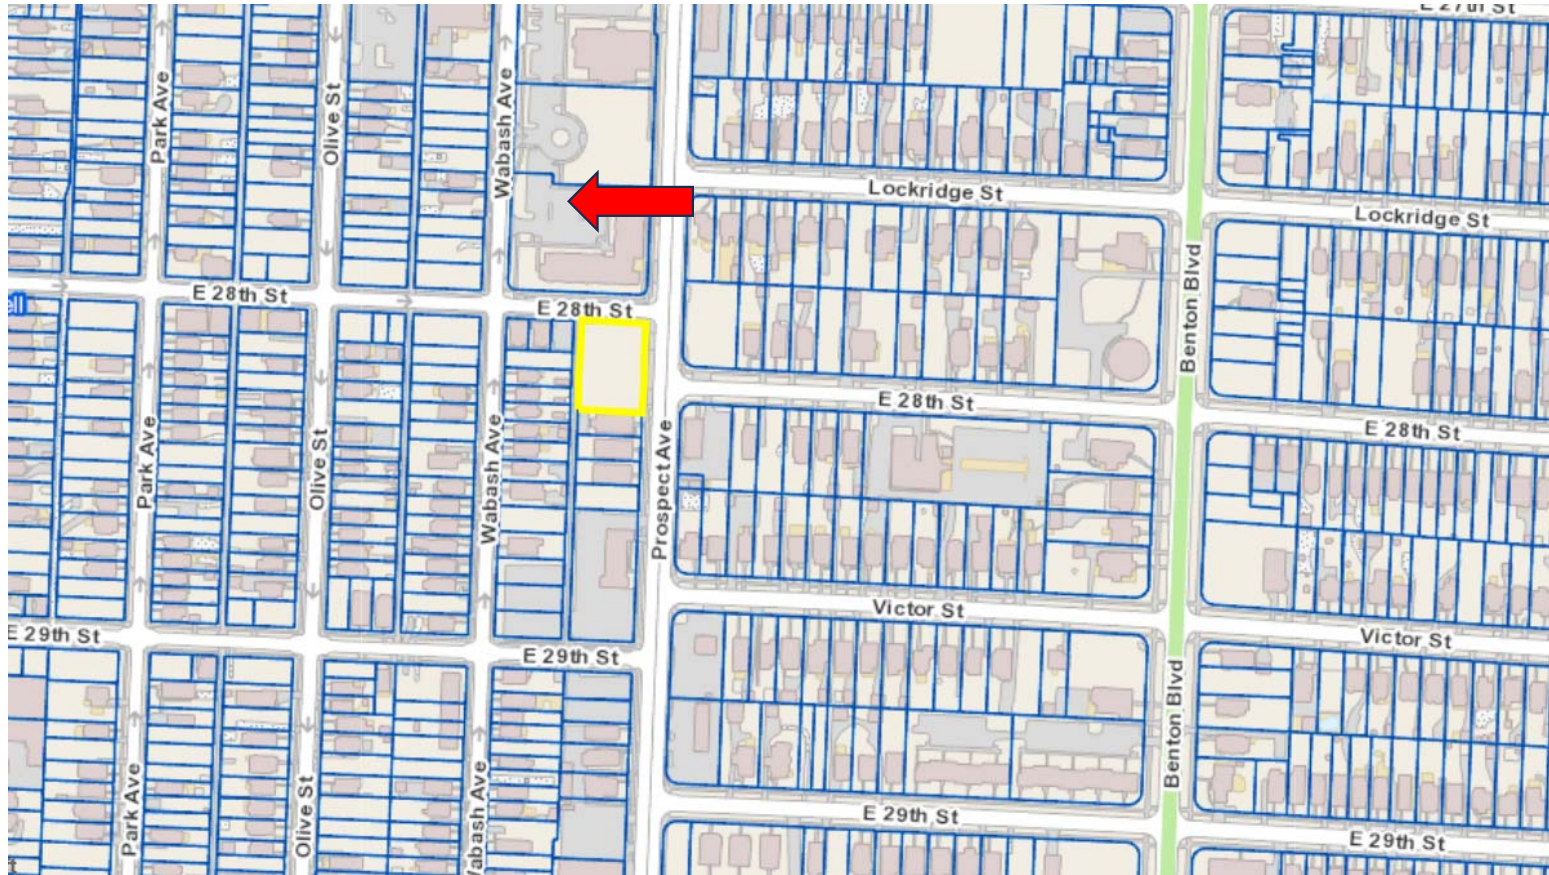 E 27th St
Park Ave
Olive St
Wabash Ave
Lockridge St
Lockridge St
E 28th St
E 28th St
Benton Blvd
E 28th St
E 28th St
Park Ave
Olive St
Wabash Ave
Prospect Ave
Victor St
Victor St
E 29th St
E 29th St
Benton Blvd
Park Ave
Olive St
Wabash Ave
E 29th St
E 29th St